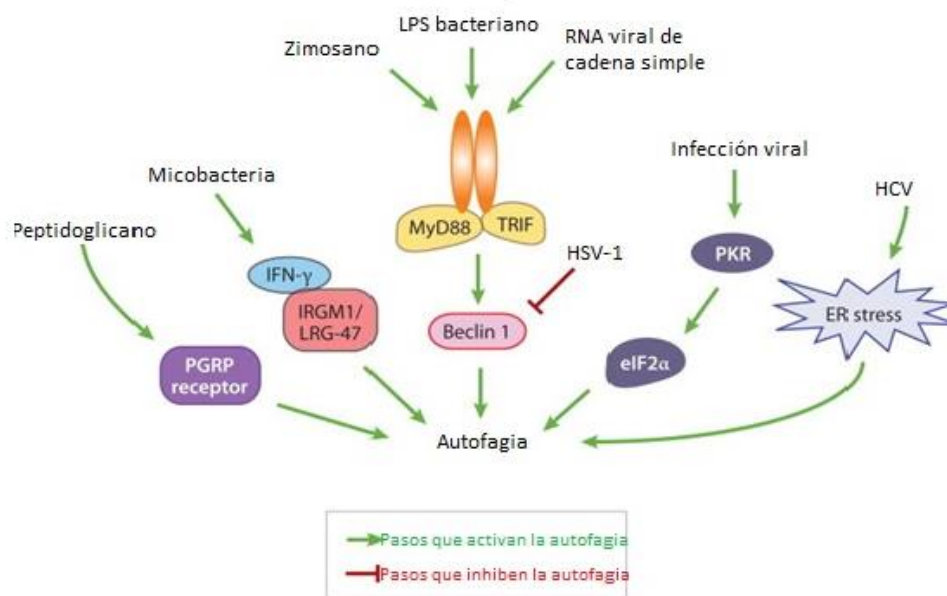 LPS bacteriano
Zimosano
RNA viral de
cadena simple
Infección viral
Micobacteria
HCV
Peptidoglicano
MyD88
TRIF
HSV-1
PKR
IFN-γ
IRGM1/
LRG-47
Beclin 1
ER stress
PGRP
receptor
eIF2α
Autofagia
Pasos que activan la autofagia
Pasos que inhiben la autofagia